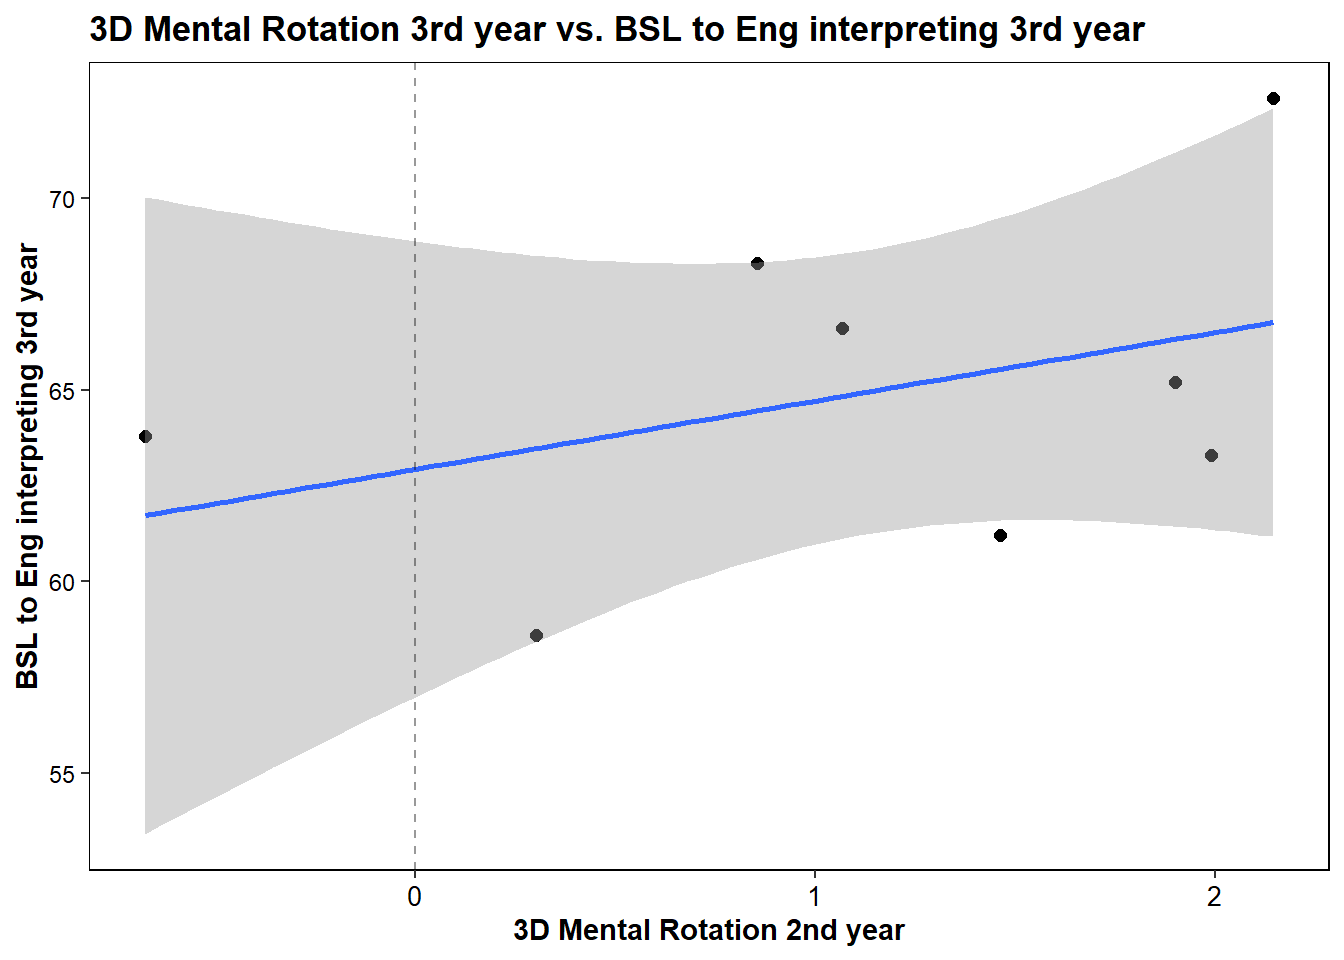 3D Mental Rotation 3rd year vs. BSL to Eng interpreting 3rd year
BSL to Eng interpreting 3rd year
70
65
60
55
0
1
2
3D Mental Rotation 2nd year